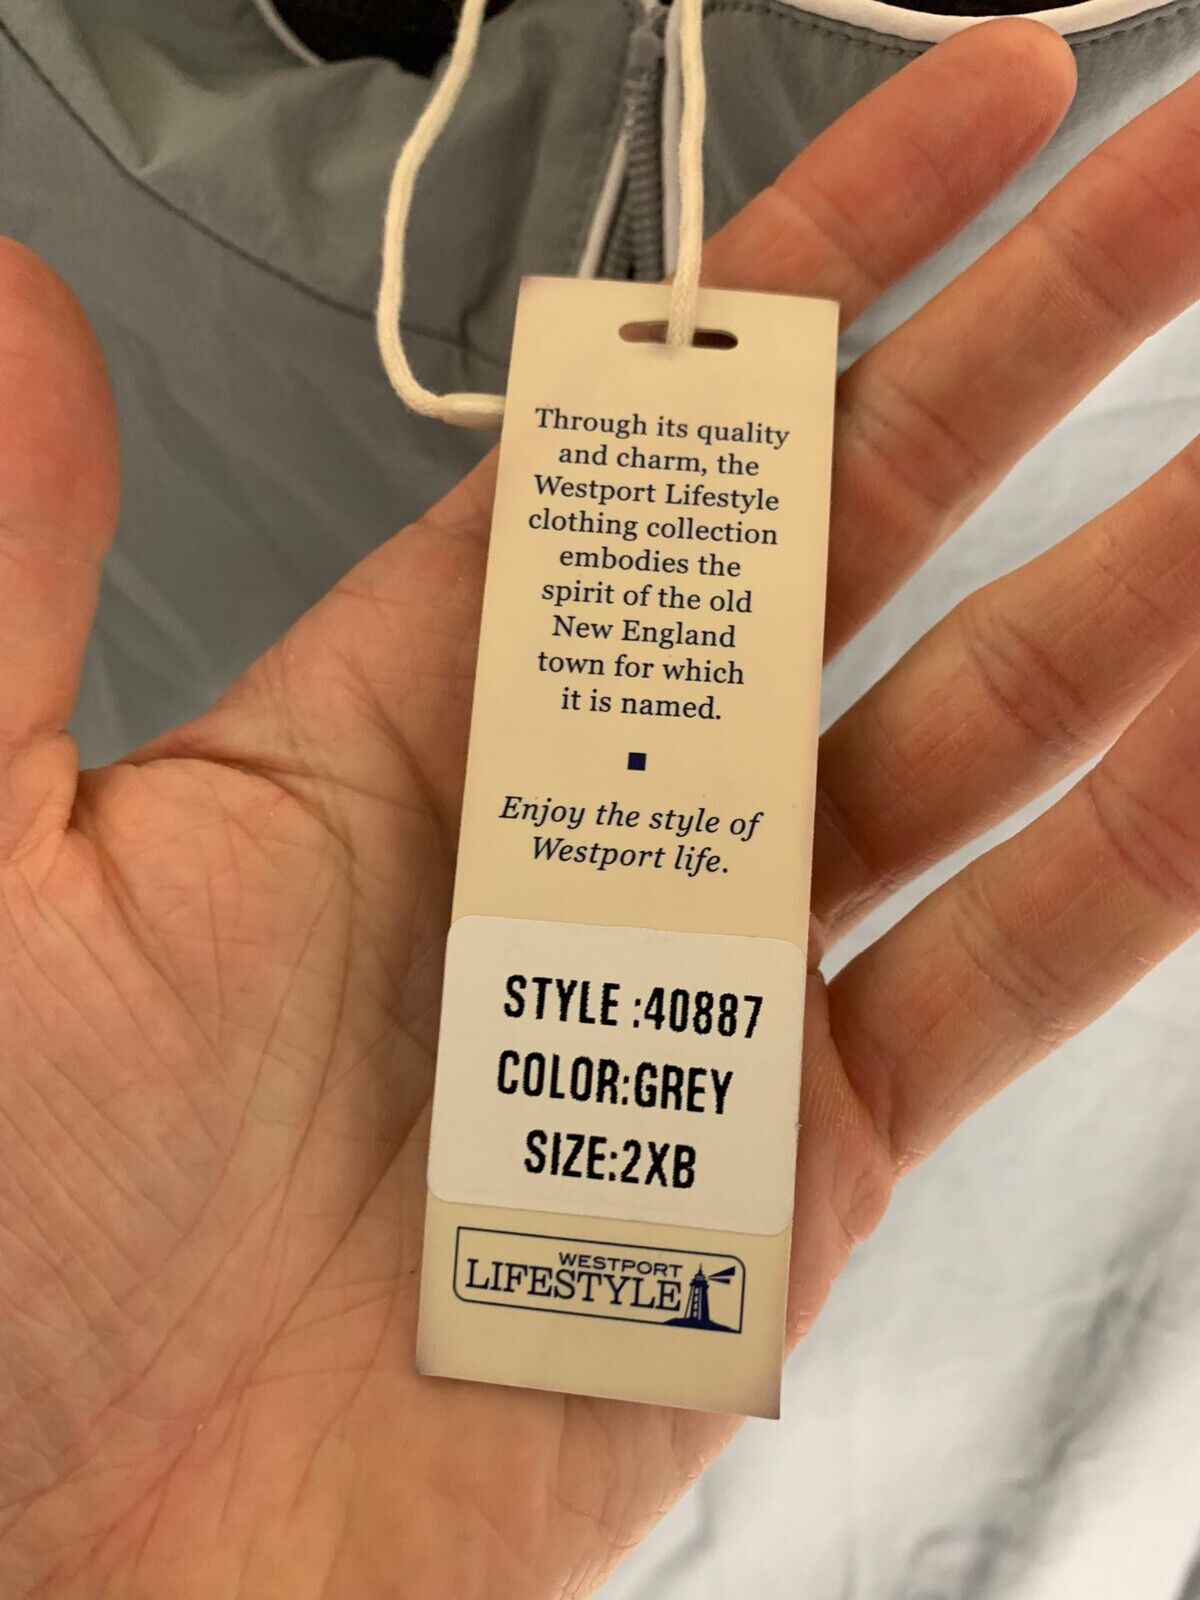 Through its quality
and charm, the
Westport Lifestyle
clothing collection
embodies the
spirit of the old
New England
town for which
it is named.
Enjoy the style of
Westport life.
STYLE :40887
COLOR:GREY
SIZE:2XB
WESTPORT
LIFESTYLE